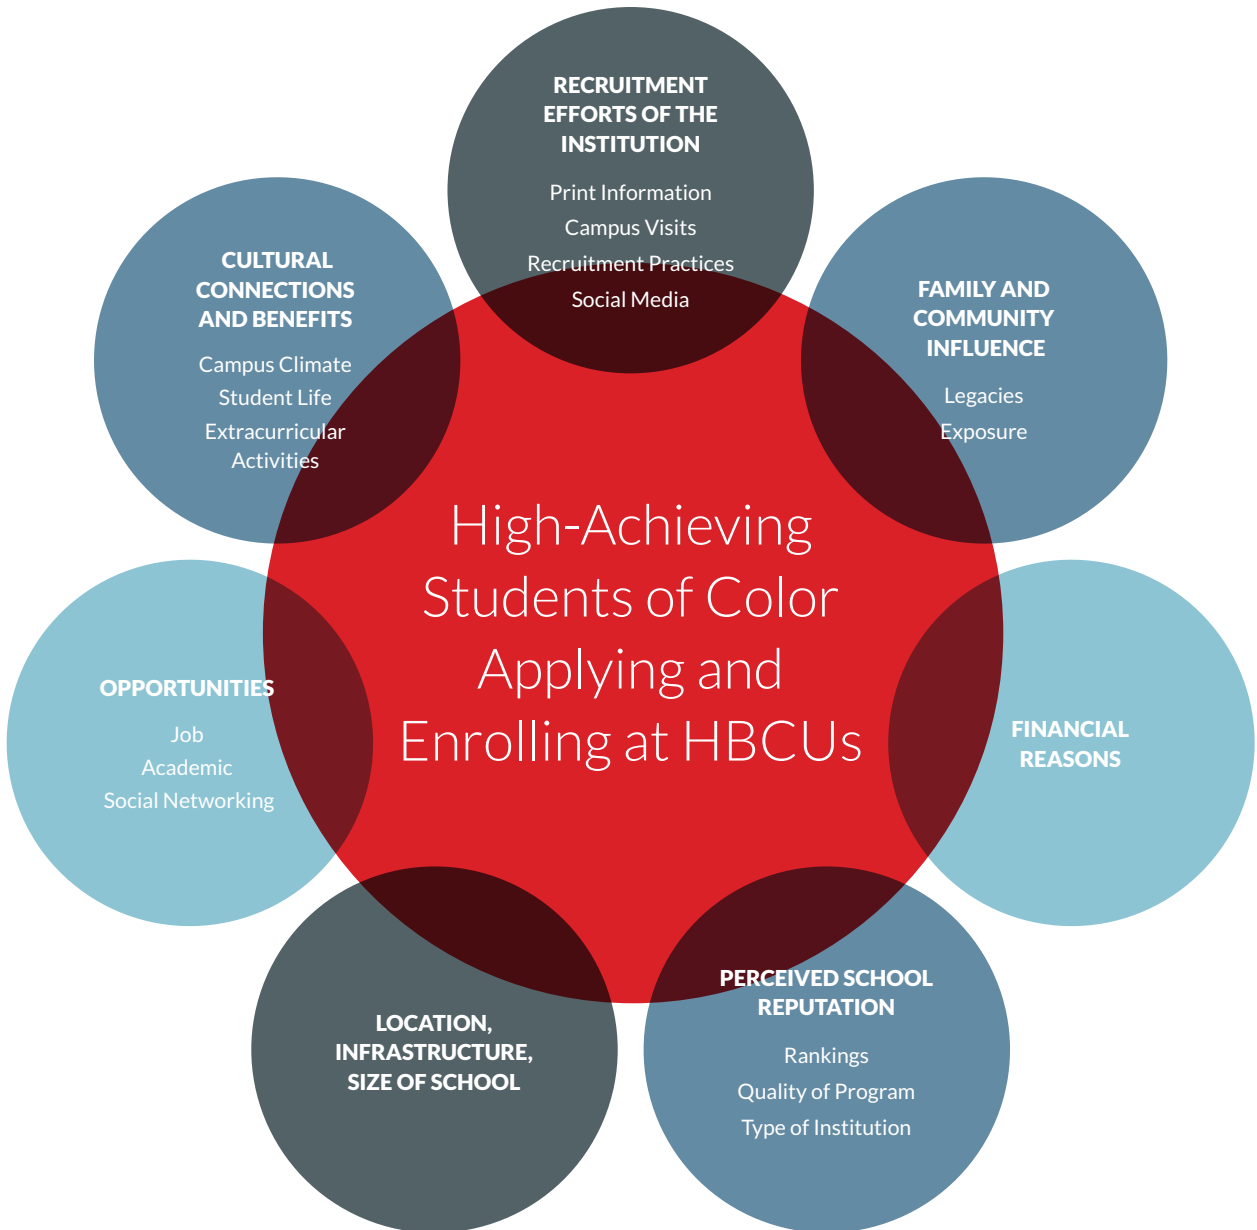 RECRUITMENT
EFFORTS OF THE
INSTITUTION
Print Information
Campus Visits
Recruitment Practices
Social Media
CULTURAL
CONNECTIONS
AND BENEFITS
Campus Climate
Student Life
Extracurricular
Activities
FAMILY AND
COMMUNITY
INFLUENCE
Legacies
Exposure
High-Achieving
Students of Color
Applying and
Enrolling at HBCUs
OPPORTUNITIES
Job
Academic
Social Networking
FINANCIAL
REASONS
LOCATION,
INFRASTRUCTURE,
SIZE OF SCHOOL
PERCEIVED SCHOOL
REPUTATION
Rankings
Quality of Program
Type of Institution